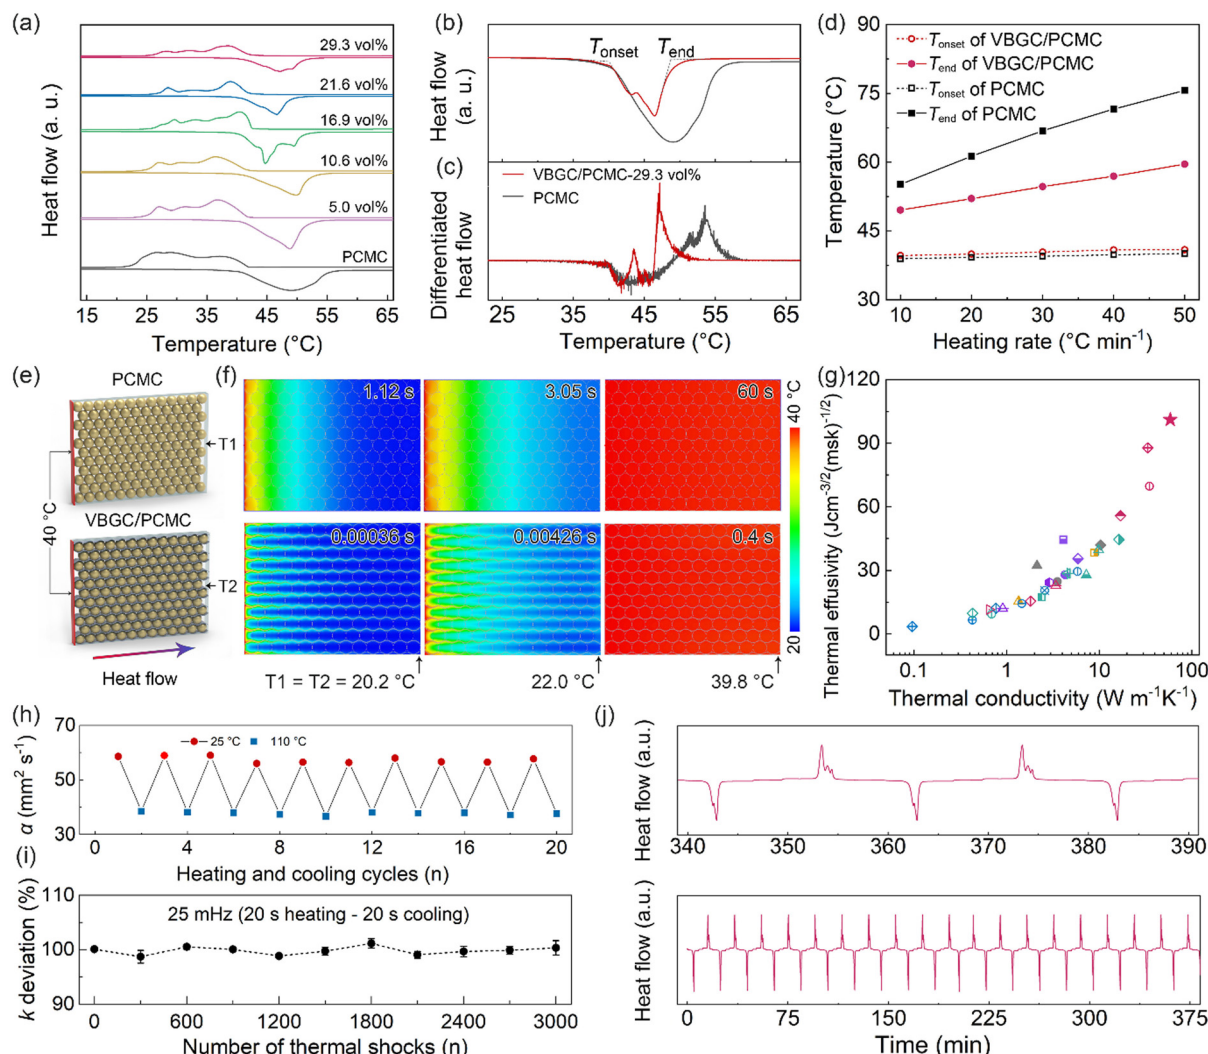 (a)
Heat flow (a. u.)
29.3 vol%
21.6 vol%
16.9 vol%
10.6 vol%
5.0 vol%
PCMC
15 25 35 45 55 65
Temperature (°C)
(b)
Heat flow
(a. u.)
Tonset
Tend
(c)
Differentiated
heat flow
VBGC/PCMC-29.3 vol%
PCMC
25 35 45 55 65
Temperature (°C)
(d)
Temperature (°C)
90
75
60
45
30
Tonset of VBGC/PCMC
Tend of VBGC/PCMC
Tonset of PCMC
Tend of PCMC
10 20 30 40 50
Heating rate (°C min⁻¹)
(e)
PCMC
T1
40 °C
VBGC/PCMC
T2
Heat flow
(f)
1.12 s
3.05 s
60 s
0.00036 s
0.00426 s
0.4 s
40 °C
20
T1 = T2 = 20.2 °C
22.0 °C
39.8 °C
(g)
Thermal effusivity (Jcm⁻³/²(msk)⁻¹/²)
120
90
60
30
0
0.1 1 10 100
Thermal conductivity (W m⁻¹K⁻¹)
(h)
α (mm² s⁻¹)
70
50
30
25 °C
110 °C
0 4 8 12 16 20
Heating and cooling cycles (n)
(i)
k deviation (%)
110
100
90
25 mHz (20 s heating - 20 s cooling)
0 600 1200 1800 2400 3000
Number of thermal shocks (n)
(j)
Heat flow (a.u.)
340 350 360 370 380 390
Heat flow (a.u.)
0 75 150 225 300 375
Time (min)